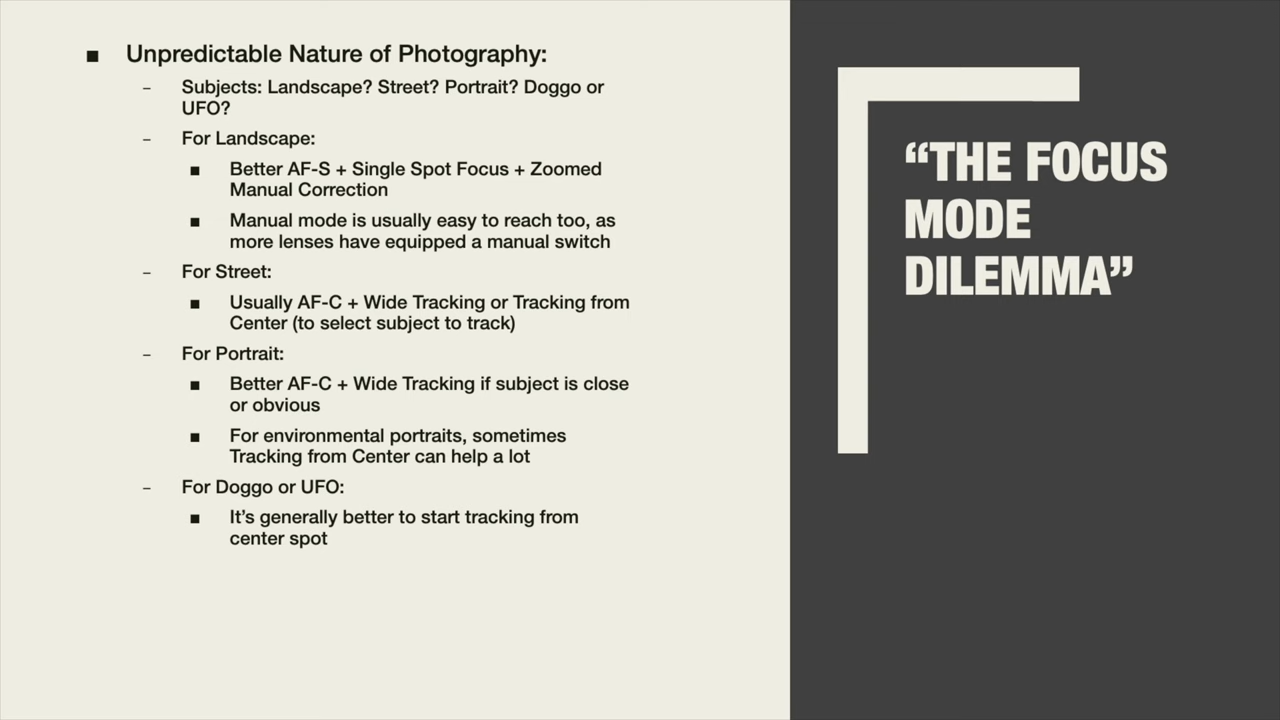 ■ Unpredictable Nature of Photography:
– Subjects: Landscape? Street? Portrait? Doggo or
UFO?
– For Landscape:
■ Better AF-S + Single Spot Focus + Zoomed
Manual Correction
■ Manual mode is usually easy to reach too, as
more lenses have equipped a manual switch
– For Street:
■ Usually AF-C + Wide Tracking or Tracking from
Center (to select subject to track)
– For Portrait:
■ Better AF-C + Wide Tracking if subject is close
or obvious
■ For environmental portraits, sometimes
Tracking from Center can help a lot
– For Doggo or UFO:
■ It’s generally better to start tracking from
center spot
“THE FOCUS
MODE
DILEMMA”